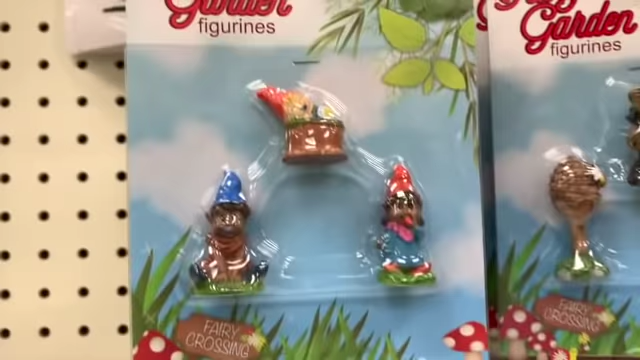 Garden
figurines
Garden
figurines
FAIRY
CROSSING
FAIRY
CROSSING